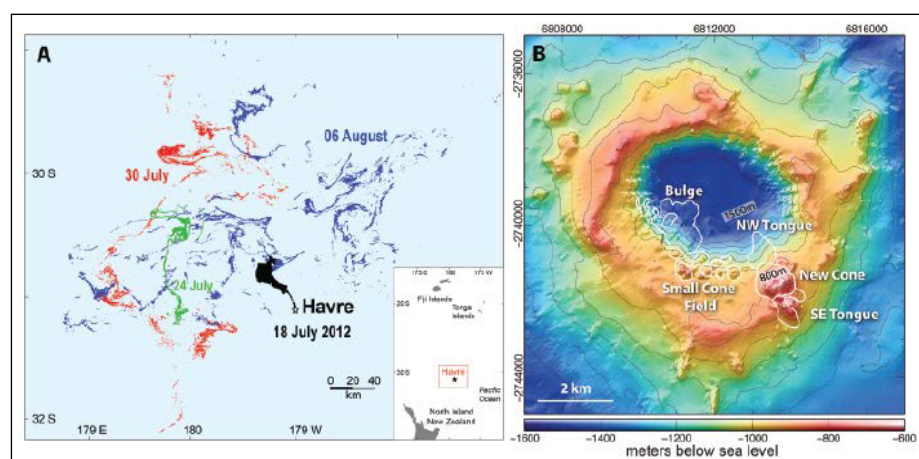 A
06 August
30 July
30 S
24 July
Havre
18 July 2012
0 20 40
km
32 S
179 E
180
179 W
180
Fiji Islands
Tonga
Islands
Havre
Pacific
Ocean
North Island
New Zealand
B
6808000
6812000
6816000
-2736000
-2740000
-2744000
Bulge
1500m
NW Tongue
800m
New Cone
Small Cone
Field
SE Tongue
2 km
-1600
-1400
-1200
-1000
-800
-600
meters below sea level